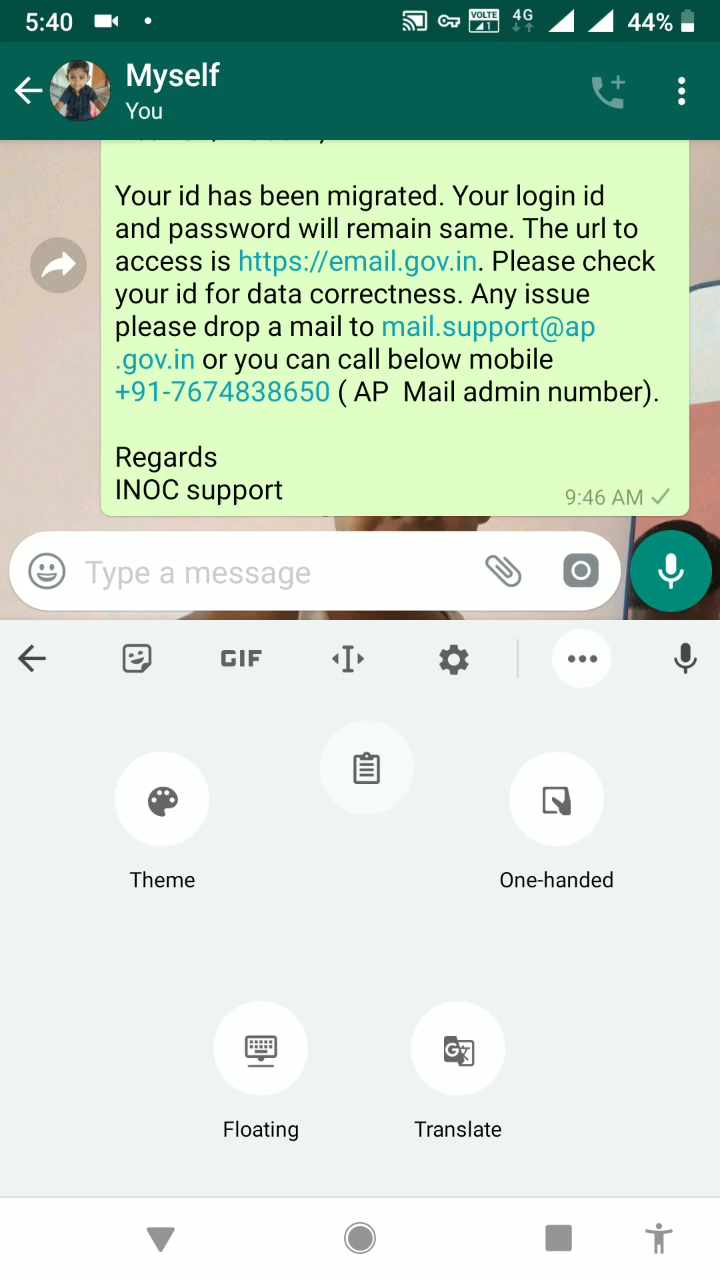 5:40
VOLTE
1
4G
44%
Myself
You
Your id has been migrated. Your login id
and password will remain same. The url to
access is https://email.gov.in. Please check
your id for data correctness. Any issue
please drop a mail to mail.support@ap
.gov.in or you can call below mobile
+91-7674838650 ( AP  Mail admin number).
Regards
INOC support
9:46 AM
Type a message
GIF
Theme
One-handed
Floating
Translate